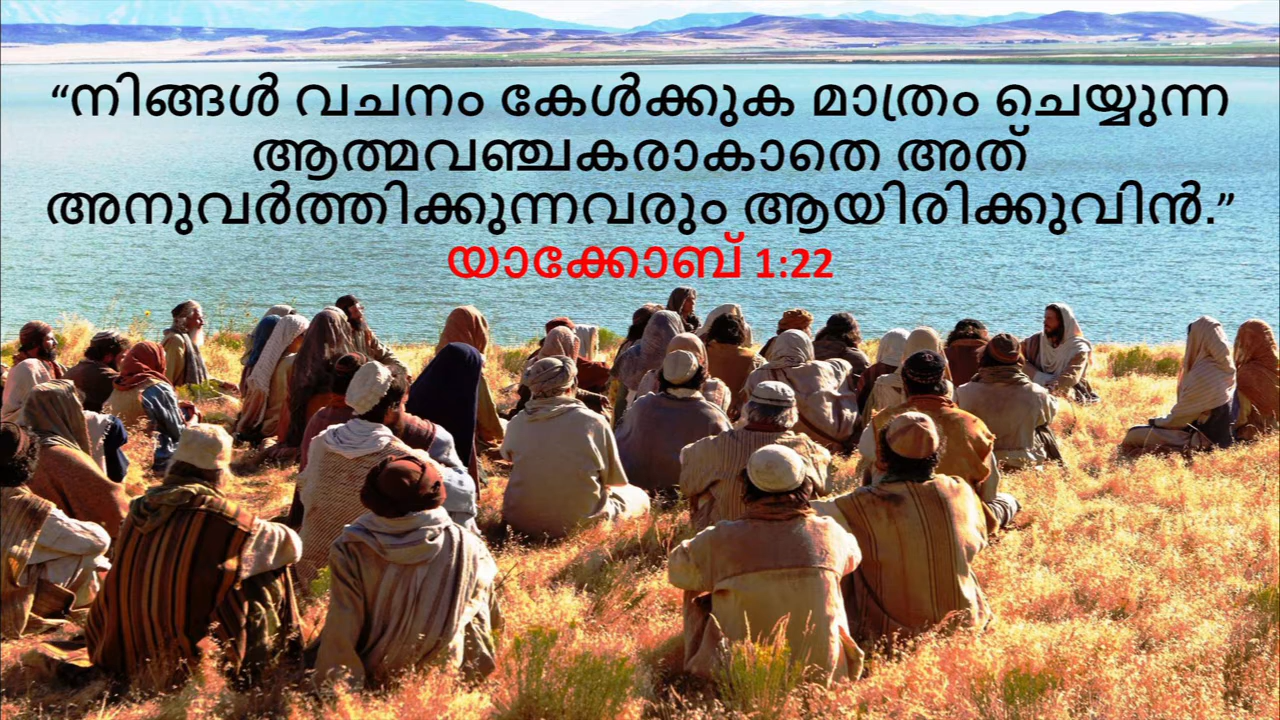 “നിങ്ങൾ വചനം കേൾക്കുക മാത്രം ചെയ്യുന്ന
ആത്മവഞ്ചകരാകാതെ അത്
അനുവർത്തിക്കുന്നവരും ആയിരിക്കുവിൻ.”
യാക്കോബ് 1:22